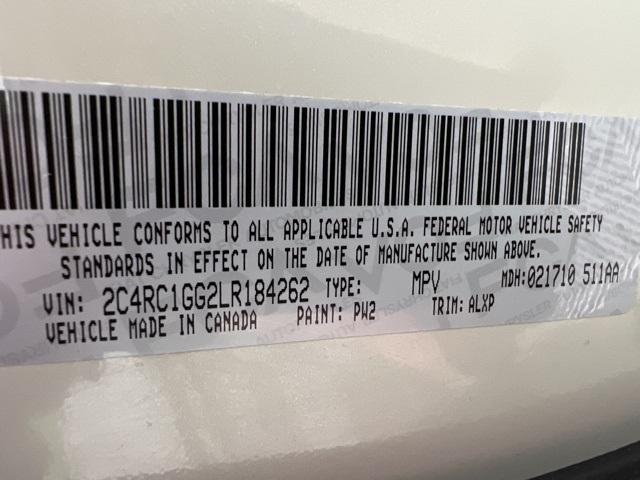 HIS VEHICLE CONFORMS TO ALL APPLICABLE U.S.A. FEDERAL MOTOR VEHICLE SAFETY
STANDARDS IN EFFECT ON THE DATE OF MANUFACTURE SHOWN ABOVE.
VIN: 2C4RC1GG2LR184262 TYPE: MPV MDH:021710 511AA
VEHICLE MADE IN CANADA PAINT: PW2 TRIM: ALXP